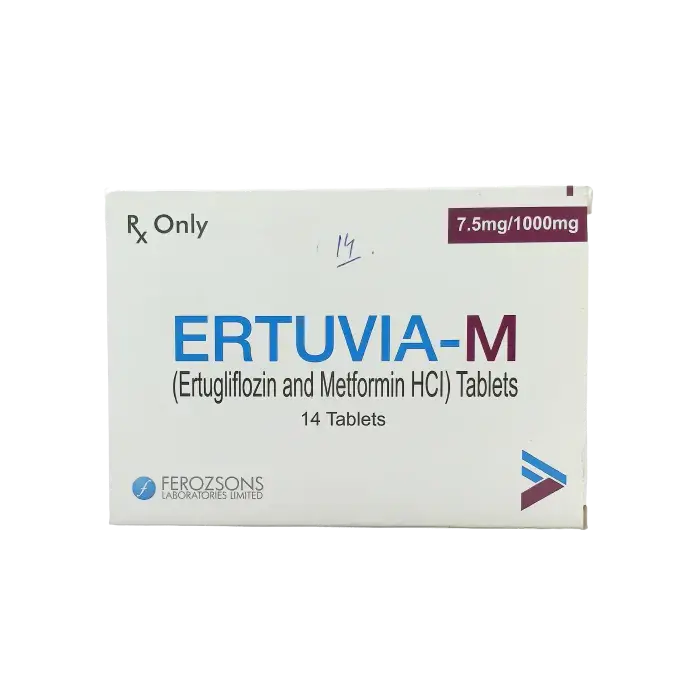 Rx Only
7.5mg/1000mg
14
ERTUVIA-M
(Ertugliflozin and Metformin HCl) Tablets
14 Tablets
FEROZSONS
LABORATORIES LIMITED